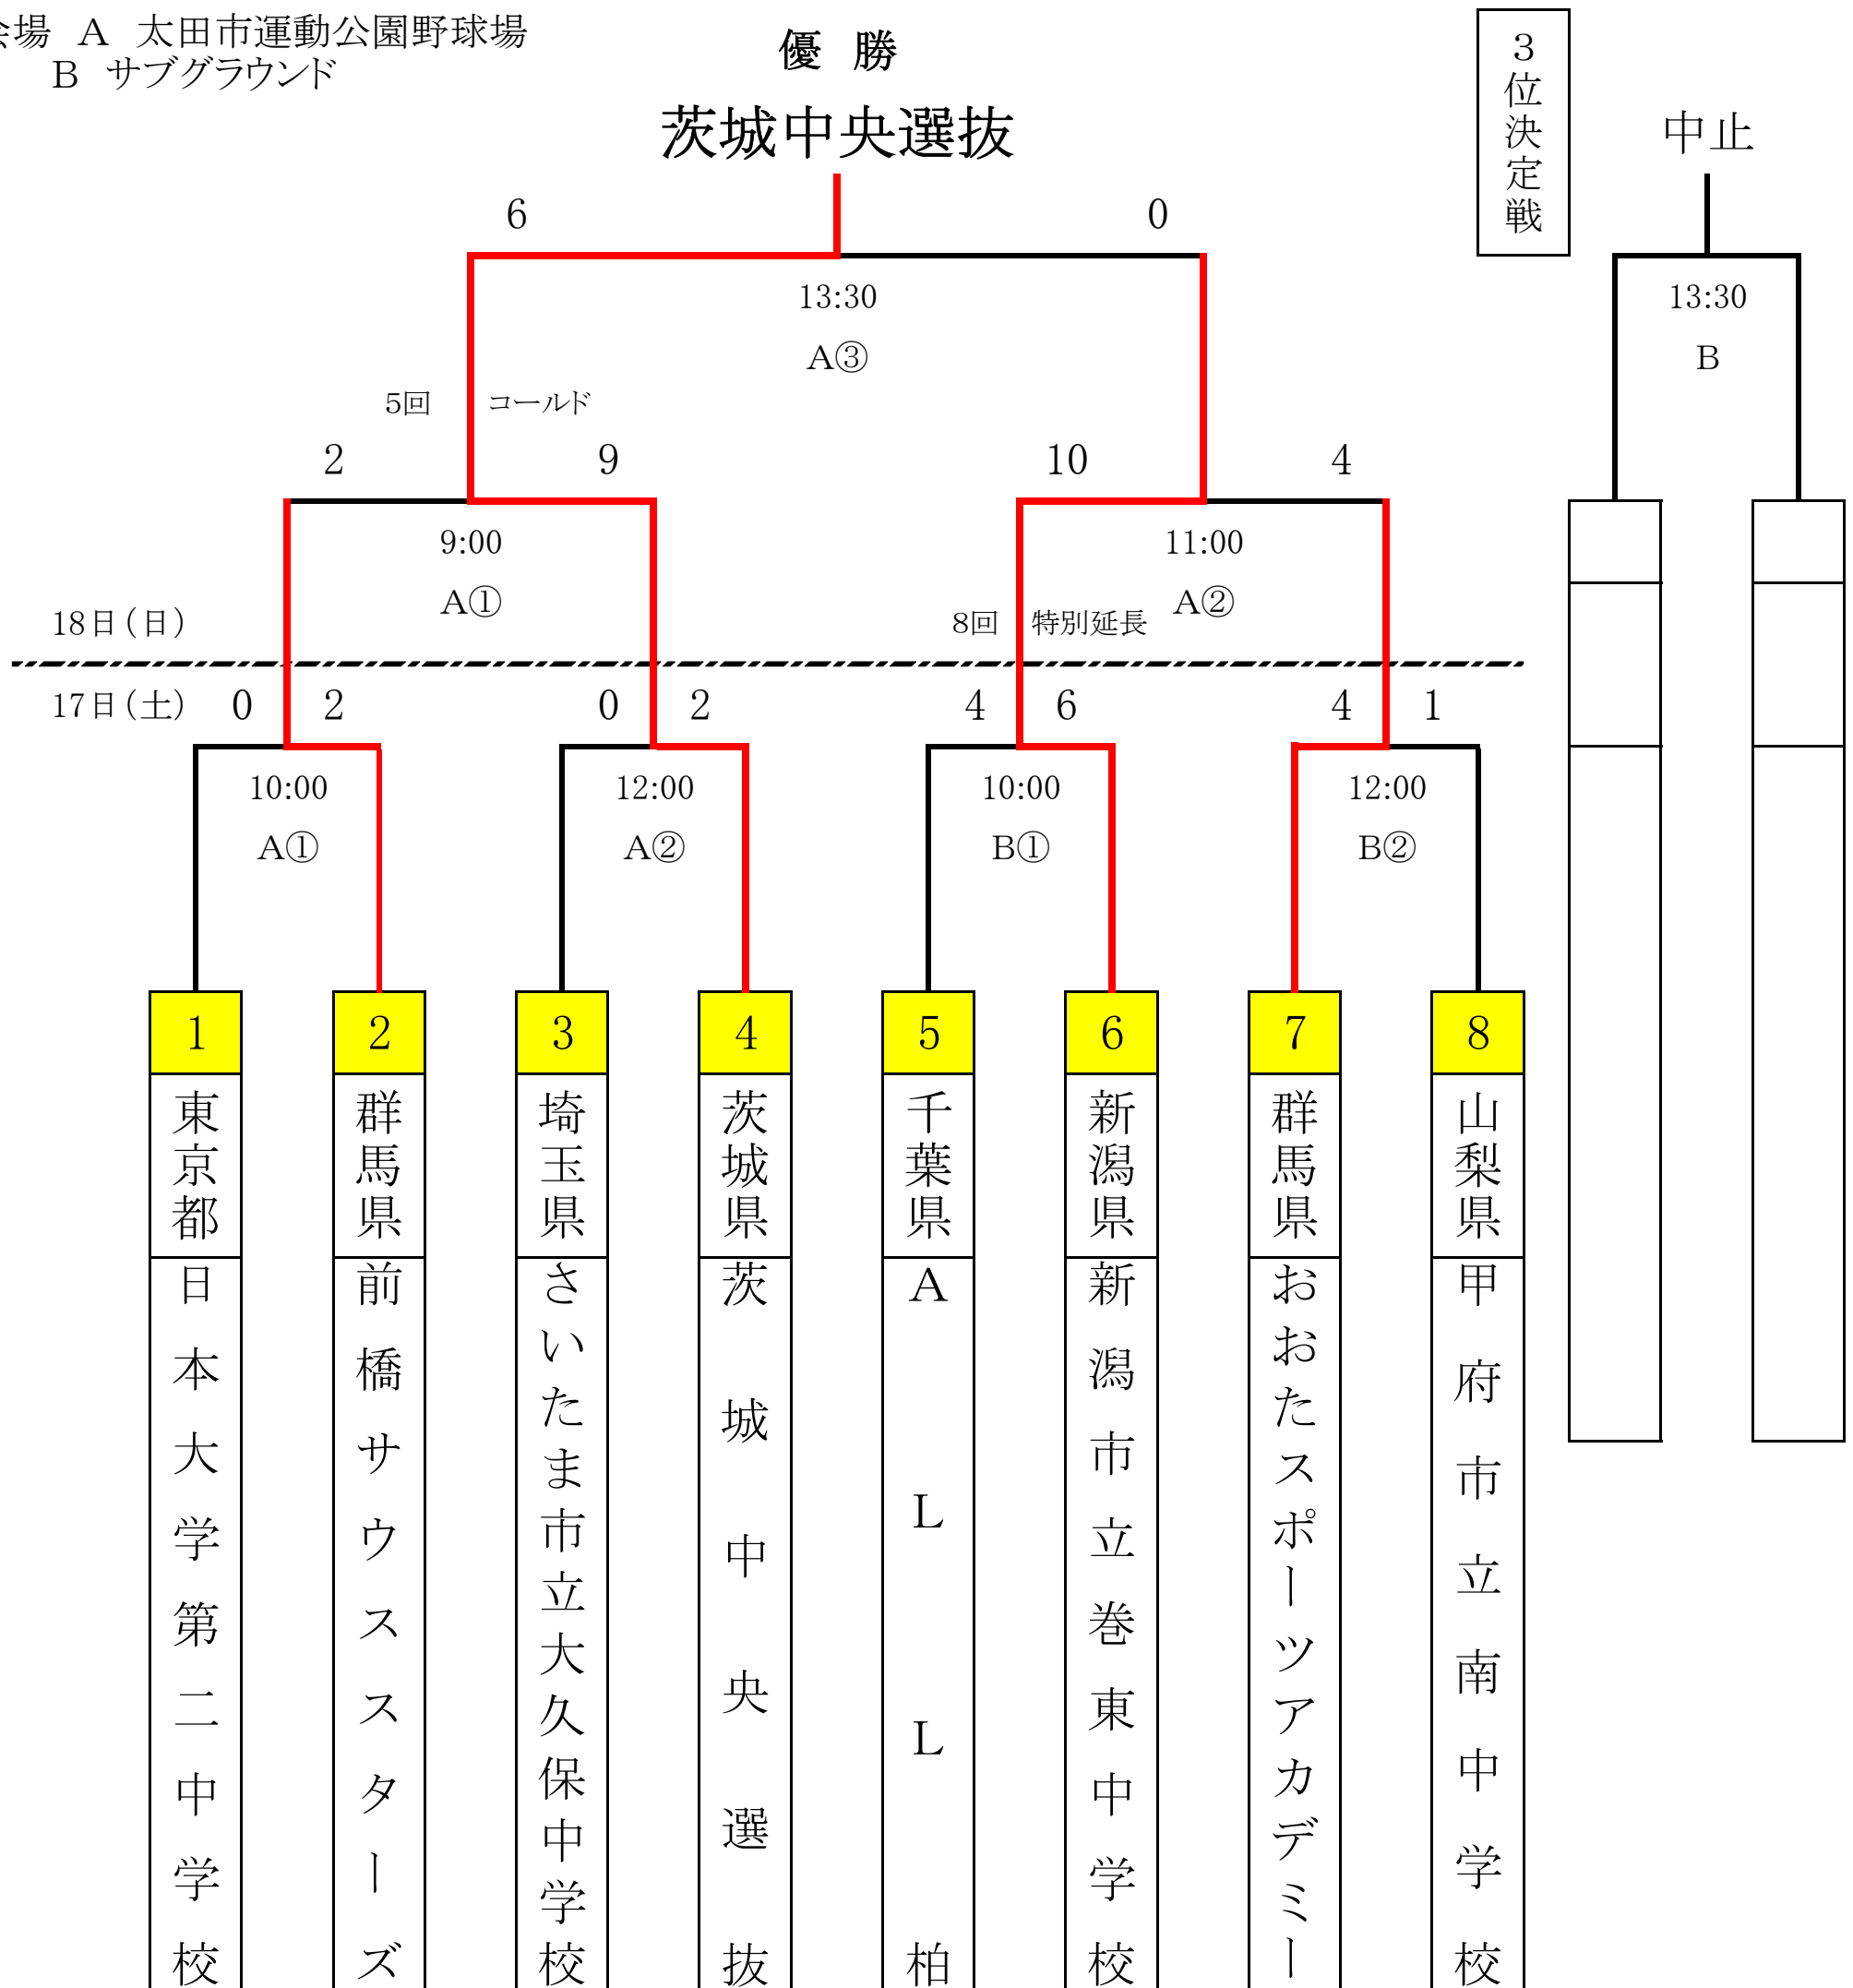 会場 A 太田市運動公園野球場
B サブグラウンド
優 勝
茨城中央選抜
3位決定戦
中止
6 0
13:30
A③
13:30
B
5回 コールド
2 9 10 4
9:00
A①
11:00
A②
18日(日)
8回 特別延長
17日(土) 0 2 0 2 4 6 4 1
10:00 12:00 10:00 12:00
A① A② B① B②
1 2 3 4 5 6 7 8
東京都
日本大学第二中学校
群馬県
前橋サウススターズ
埼玉県
さいたま市立大久保中学校
茨城県
茨城中央選抜
千葉県
ALL柏
新潟県
新潟市立巻東中学校
群馬県
おおたスポーツアカデミー
山梨県
甲府市立南中学校